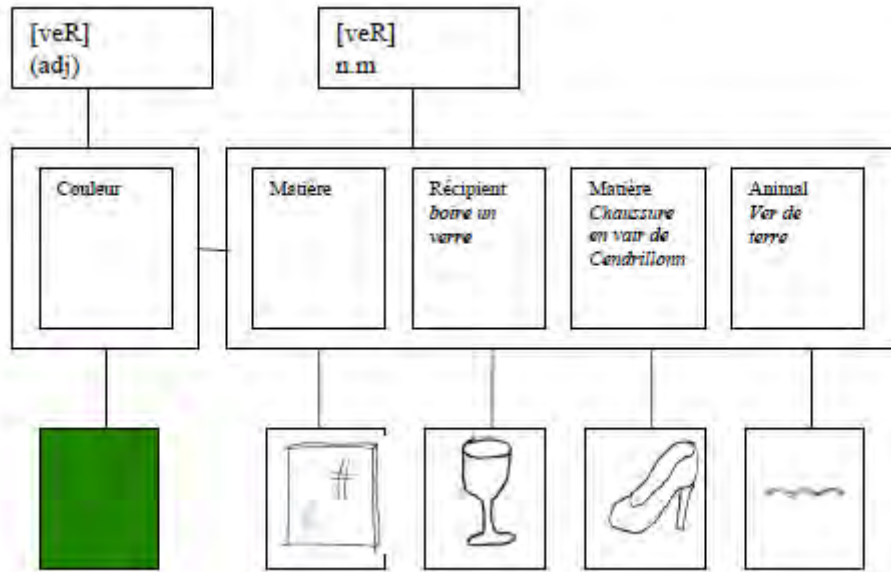 [veR]
(adj)
[veR]
n.m
Couleur
Matière
Récipient
boire un
verre
Matière
Chaussure
en vair de
Cendrillonn
Animal
Ver de
terre